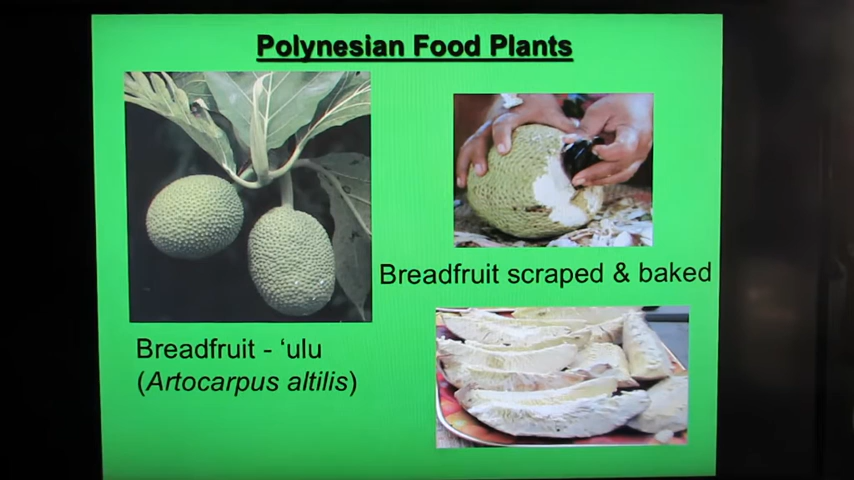 Polynesian Food Plants
Breadfruit scraped & baked
Breadfruit - ‘ulu
(Artocarpus altilis)